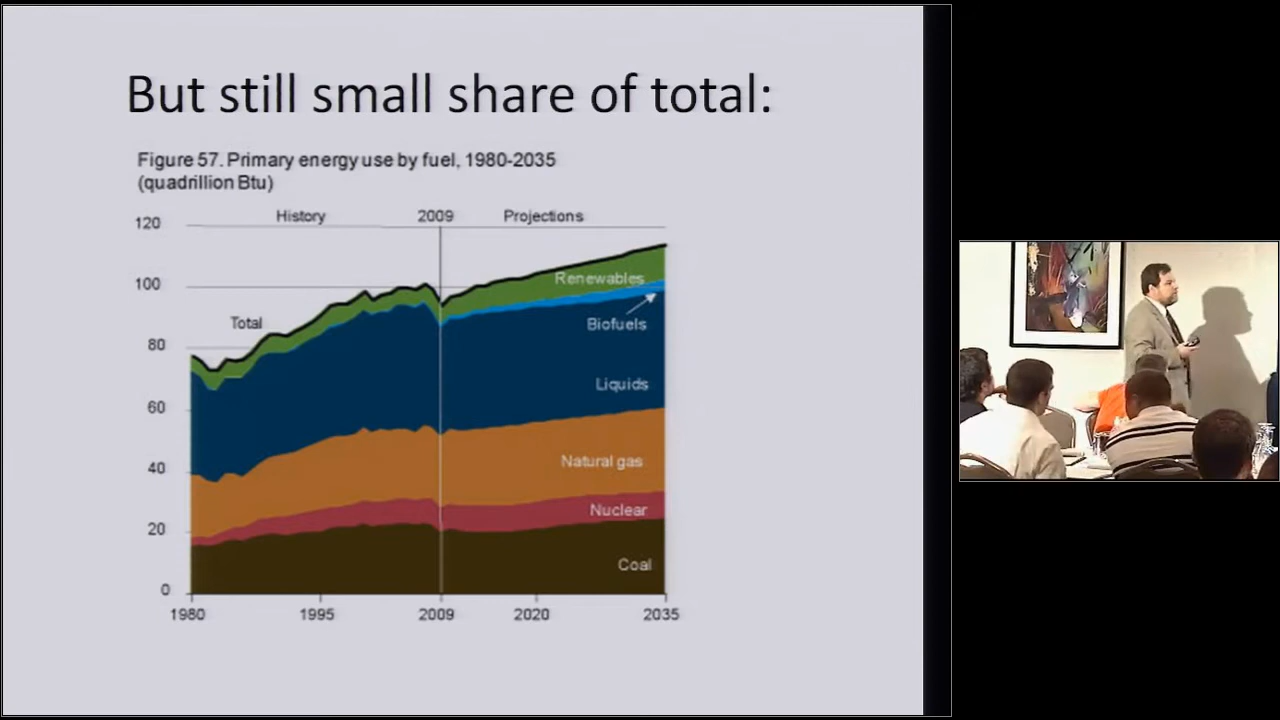 But still small share of total:
Figure 57. Primary energy use by fuel, 1980-2035
(quadrillion Btu)
History 2009 Projections
120
100
80
60
40
20
0
Total
Renewables
Biofuels
Liquids
Natural gas
Nuclear
Coal
1980 1995 2009 2020 2035